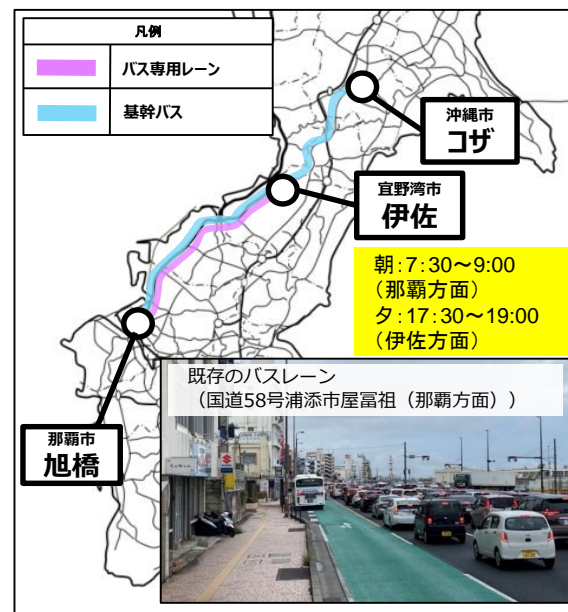 凡例
バス専用レーン
基幹バス
沖縄市
コザ
宜野湾市
伊佐
朝:7:30～9:00
(那覇方面)
夕:17:30～19:00
(伊佐方面)
既存のバスレーン
(国道58号浦添市屋冨祖(那覇方面))
那覇市
旭橋